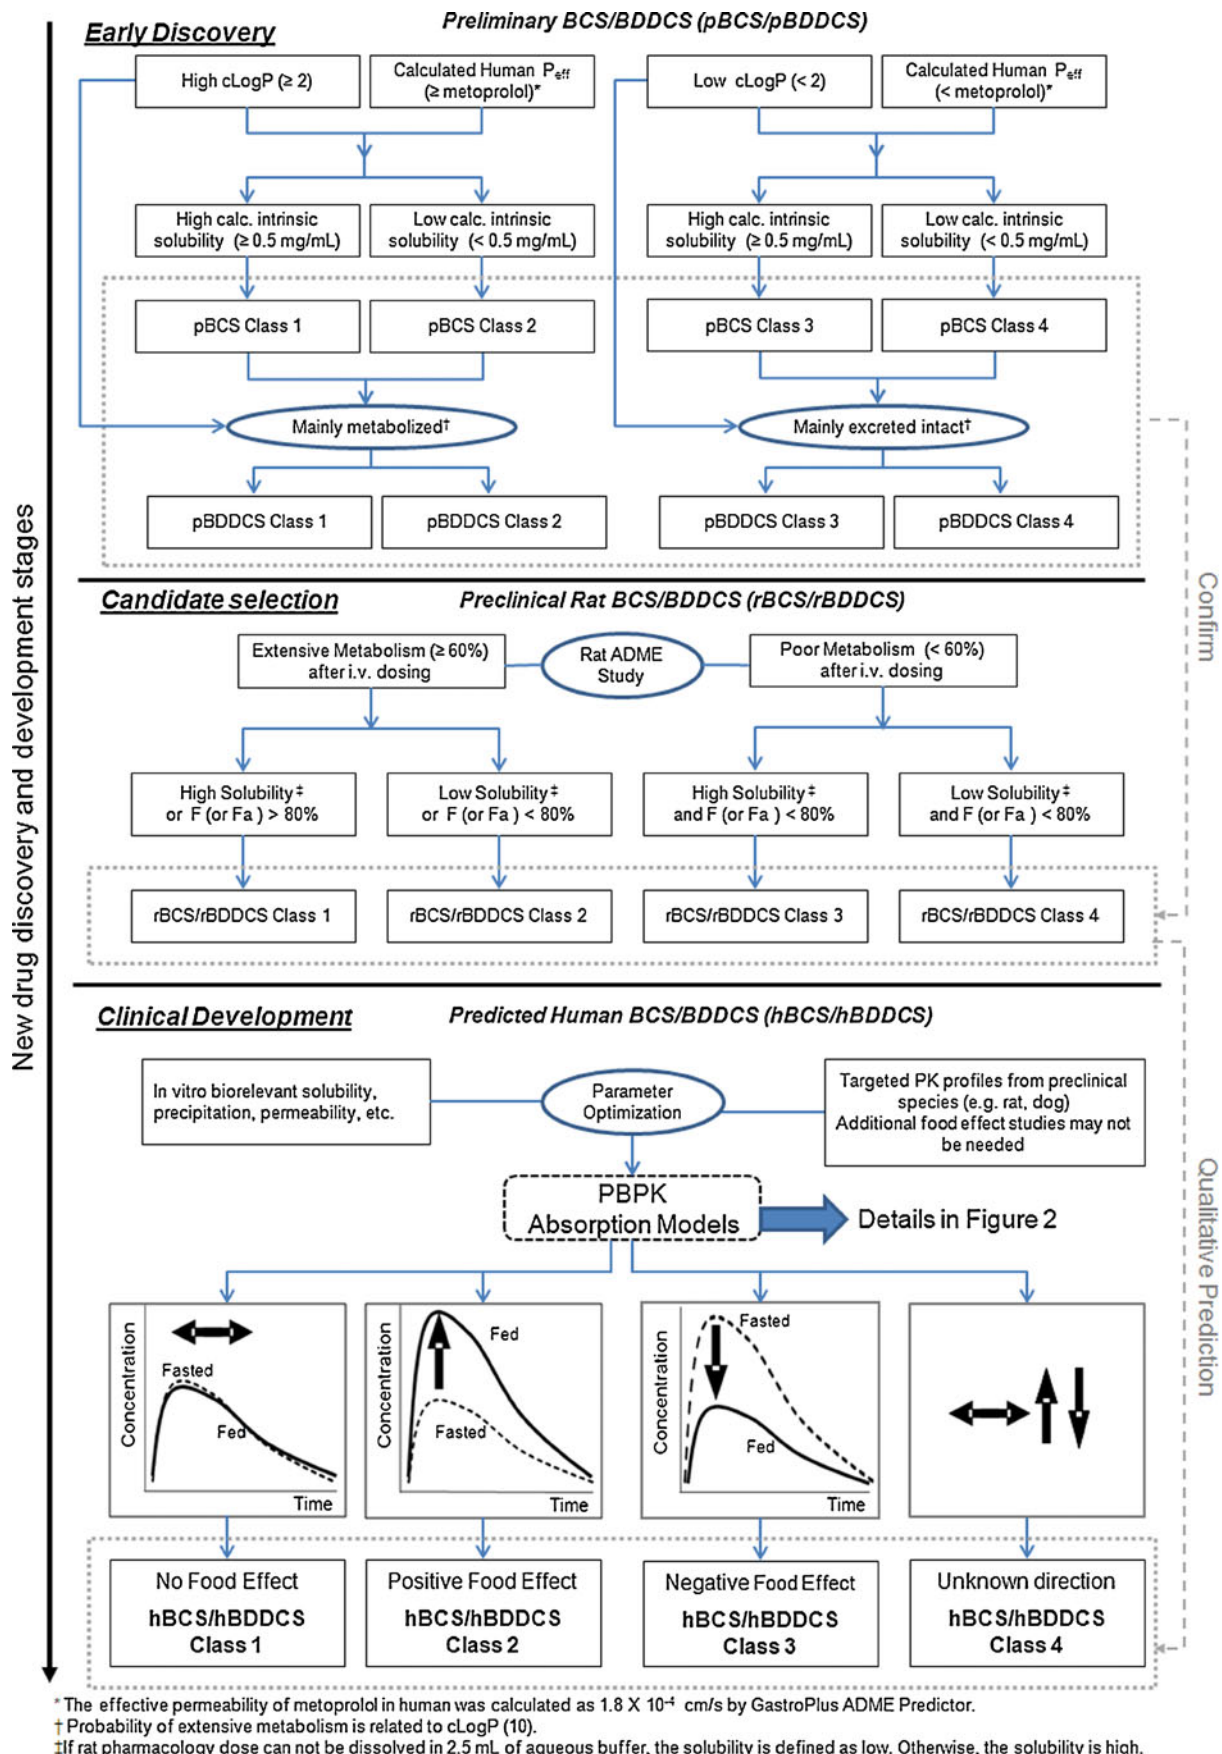 Preliminary BCS/BDDCS (pBCS/pBDDCS)
Early Discovery
High cLogP (≥ 2)
Calculated Human Peff
(≥ metoprolol)*
Low cLogP (< 2)
Calculated Human Peff
(< metoprolol)*
High calc. intrinsic
solubility (≥ 0.5 mg/mL)
Low calc. intrinsic
solubility (< 0.5 mg/mL)
High calc. intrinsic
solubility (≥ 0.5 mg/mL)
Low calc. intrinsic
solubility (< 0.5 mg/mL)
pBCS Class 1
pBCS Class 2
pBCS Class 3
pBCS Class 4
Mainly metabolized†
Mainly excreted intact†
pBDDCS Class 1
pBDDCS Class 2
pBDDCS Class 3
pBDDCS Class 4
New drug discovery and development stages
Confirm
Candidate selection
Preclinical Rat BCS/BDDCS (rBCS/rBDDCS)
Extensive Metabolism (≥ 60%)
after i.v. dosing
Rat ADME
Study
Poor Metabolism (< 60%)
after i.v. dosing
High Solubility ‡
or F (or Fa ) > 80%
Low Solubility ‡
or F (or Fa ) < 80%
High Solubility ‡
and F (or Fa ) < 80%
Low Solubility ‡
and F (or Fa ) < 80%
rBCS/rBDDCS Class 1
rBCS/rBDDCS Class 2
rBCS/rBDDCS Class 3
rBCS/rBDDCS Class 4
Qualitative Prediction
Clinical Development
Predicted Human BCS/BDDCS (hBCS/hBDDCS)
In vitro biorelevant solubility,
precipitation, permeability, etc.
Parameter
Optimization
Targeted PK profiles from preclinical
species (e.g. rat, dog)
Additional food effect studies may not
be needed
PBPK
Absorption Models
Details in Figure 2
Concentration
Fasted
Fed
Time
Concentration
Fed
Fasted
Time
Concentration
Fasted
Fed
Time
No Food Effect
hBCS/hBDDCS
Class 1
Positive Food Effect
hBCS/hBDDCS
Class 2
Negative Food Effect
hBCS/hBDDCS
Class 3
Unknown direction
hBCS/hBDDCS
Class 4
* The effective permeability of metoprolol in human was calculated as 1.8 X 10⁻⁴ cm/s by GastroPlus ADME Predictor.
† Probability of extensive metabolism is related to cLogP (10).
‡If rat pharmacology dose can not be dissolved in 2.5 mL of aqueous buffer, the solubility is defined as low. Otherwise, the solubility is high.